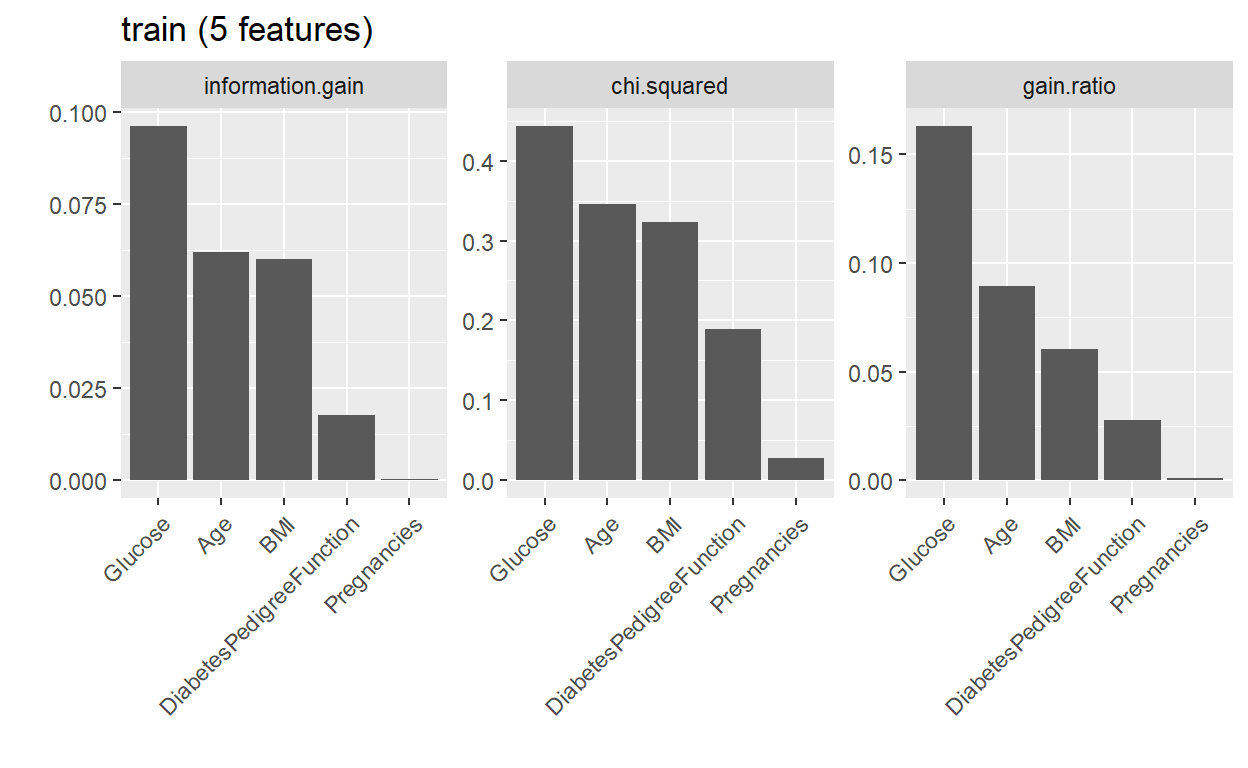 train (5 features)
information.gain
0.100
0.075
0.050
0.025
0.000
Glucose
Age
BMI
DiabetesPedigreeFunction
Pregnancies
chi.squared
0.4
0.3
0.2
0.1
0.0
Glucose
Age
BMI
DiabetesPedigreeFunction
Pregnancies
gain.ratio
0.15
0.10
0.05
0.00
Glucose
Age
BMI
DiabetesPedigreeFunction
Pregnancies